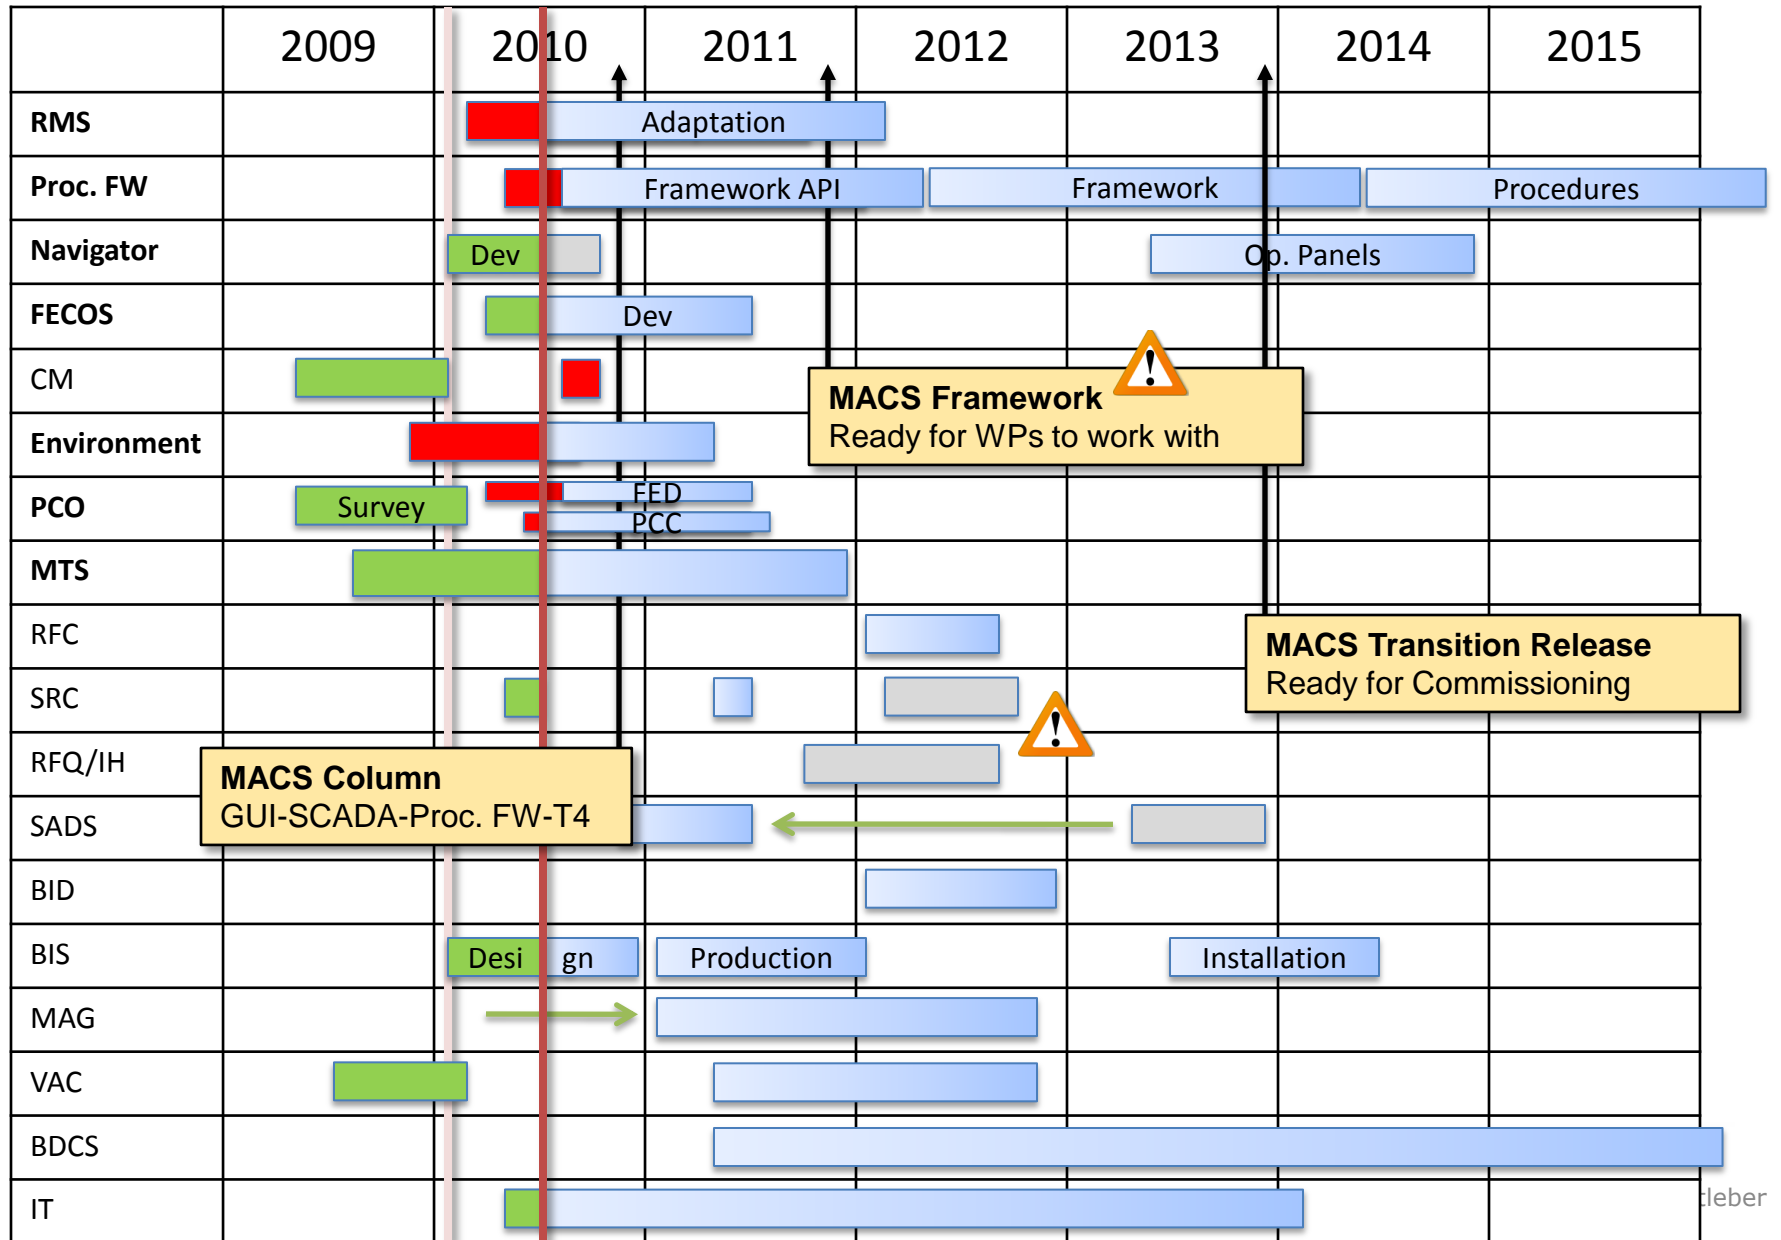 2009 2010 2011 2012 2013 2014 2015
RMS Adaptation
Proc. FW Framework API Framework Procedures
Navigator Dev Op. Panels
FECOS Dev
CM
MACS Framework
Ready for WPs to work with
Environment
PCO Survey FED
PCC
MTS
RFC
MACS Transition Release
Ready for Commissioning
SRC
RFQ/IH
MACS Column
GUI-SCADA-Proc. FW-T4
SADS
BID
BIS Desi gn Production Installation
MAG
VAC
BDCS
IT